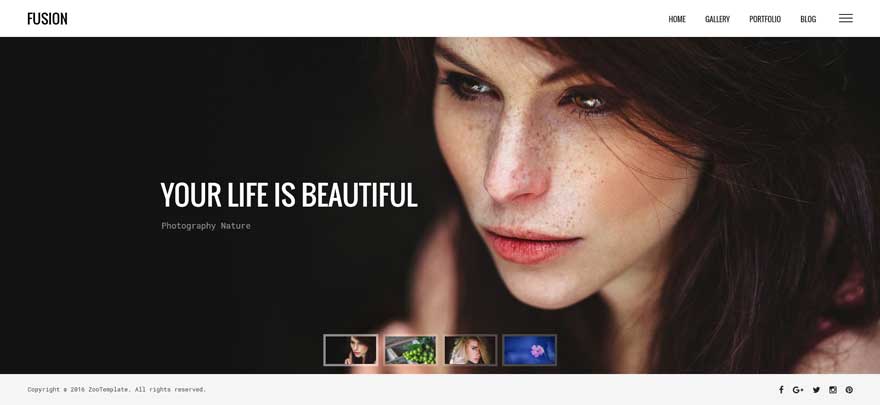 FUSION
HOME
GALLERY
PORTFOLIO
BLOG
YOUR LIFE IS BEAUTIFUL
Photography Nature
Copyright © 2016 ZooTemplate. All rights reserved.